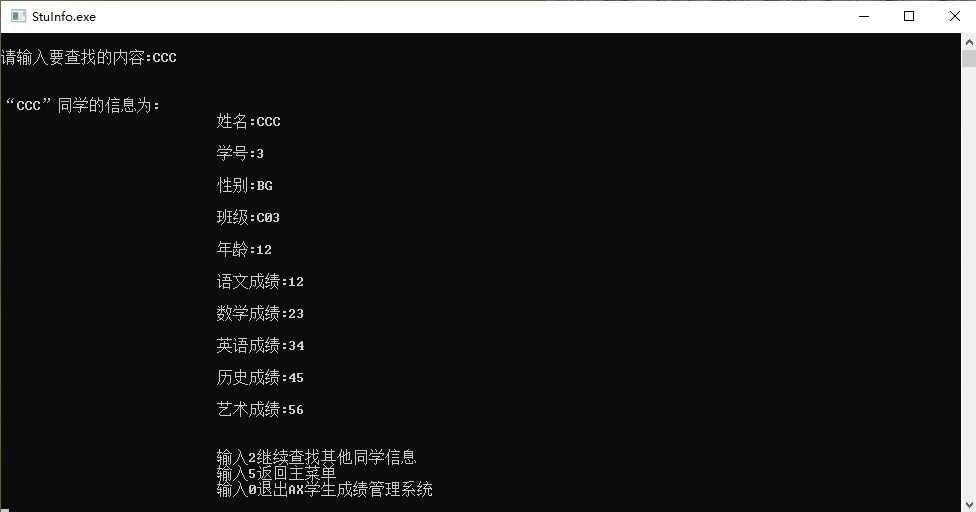 StuInfo.exe
请输入要查找的内容:CCC
“CCC”同学的信息为:
姓名:CCC
学号:3
性别:BG
班级:C03
年龄:12
语文成绩:12
数学成绩:23
英语成绩:34
历史成绩:45
艺术成绩:56
输入2继续查找其他同学信息
输入5返回主菜单
输入0退出AX学生成绩管理系统